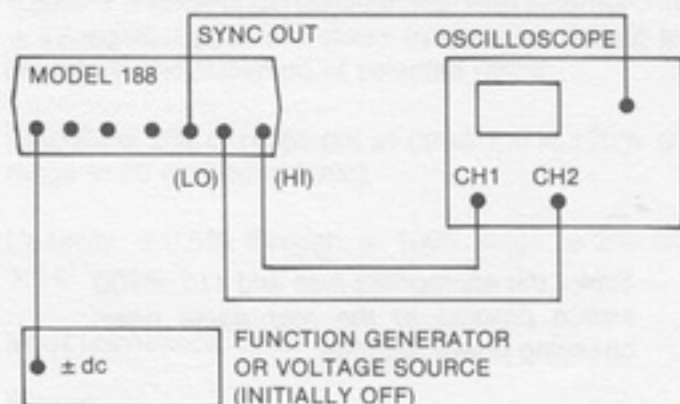 SYNC OUT
OSCILLOSCOPE
MODEL 188
(LO)
(HI)
CH1
CH2
± dc
FUNCTION GENERATOR
OR VOLTAGE SOURCE
(INITIALLY OFF)